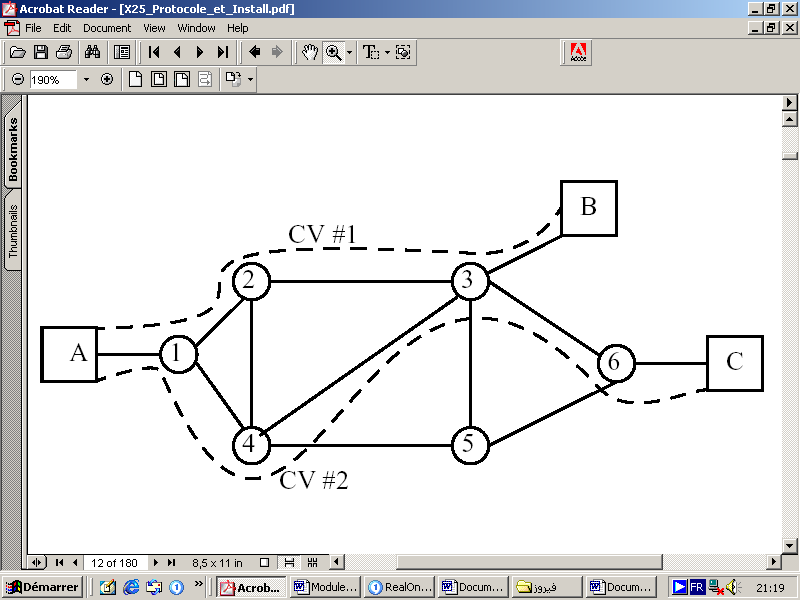 Acrobat Reader - [X25_Protocole_et_Install.pdf]
File Edit Document View Window Help
190%
Bookmarks
Thumbnails
B
CV #1
2
3
A
1
6
C
4
5
CV #2
12 of 180 8,5 x 11 in
Démarrer » Acrob... Module... RealOn... Docum... فيروز Docum... FR 21:19